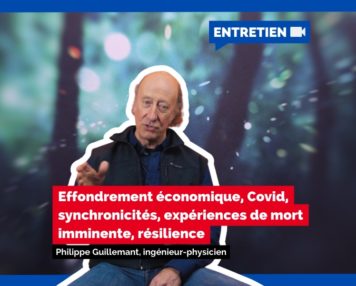 ENTRETIEN
Effondrement économique, Covid,
synchronicités, expériences de mort
imminente, résilience
Philippe Guillemant, ingénieur-physicien